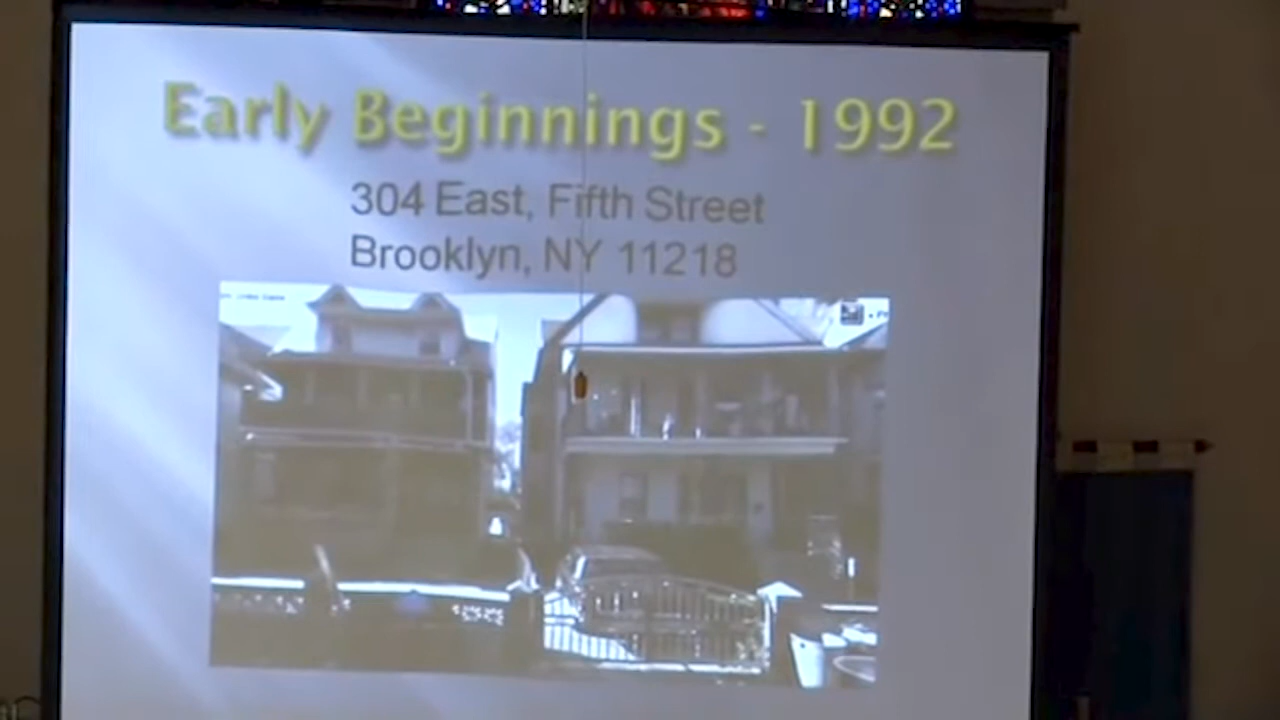 Early Beginnings - 1992
304 East, Fifth Street
Brooklyn, NY 11218